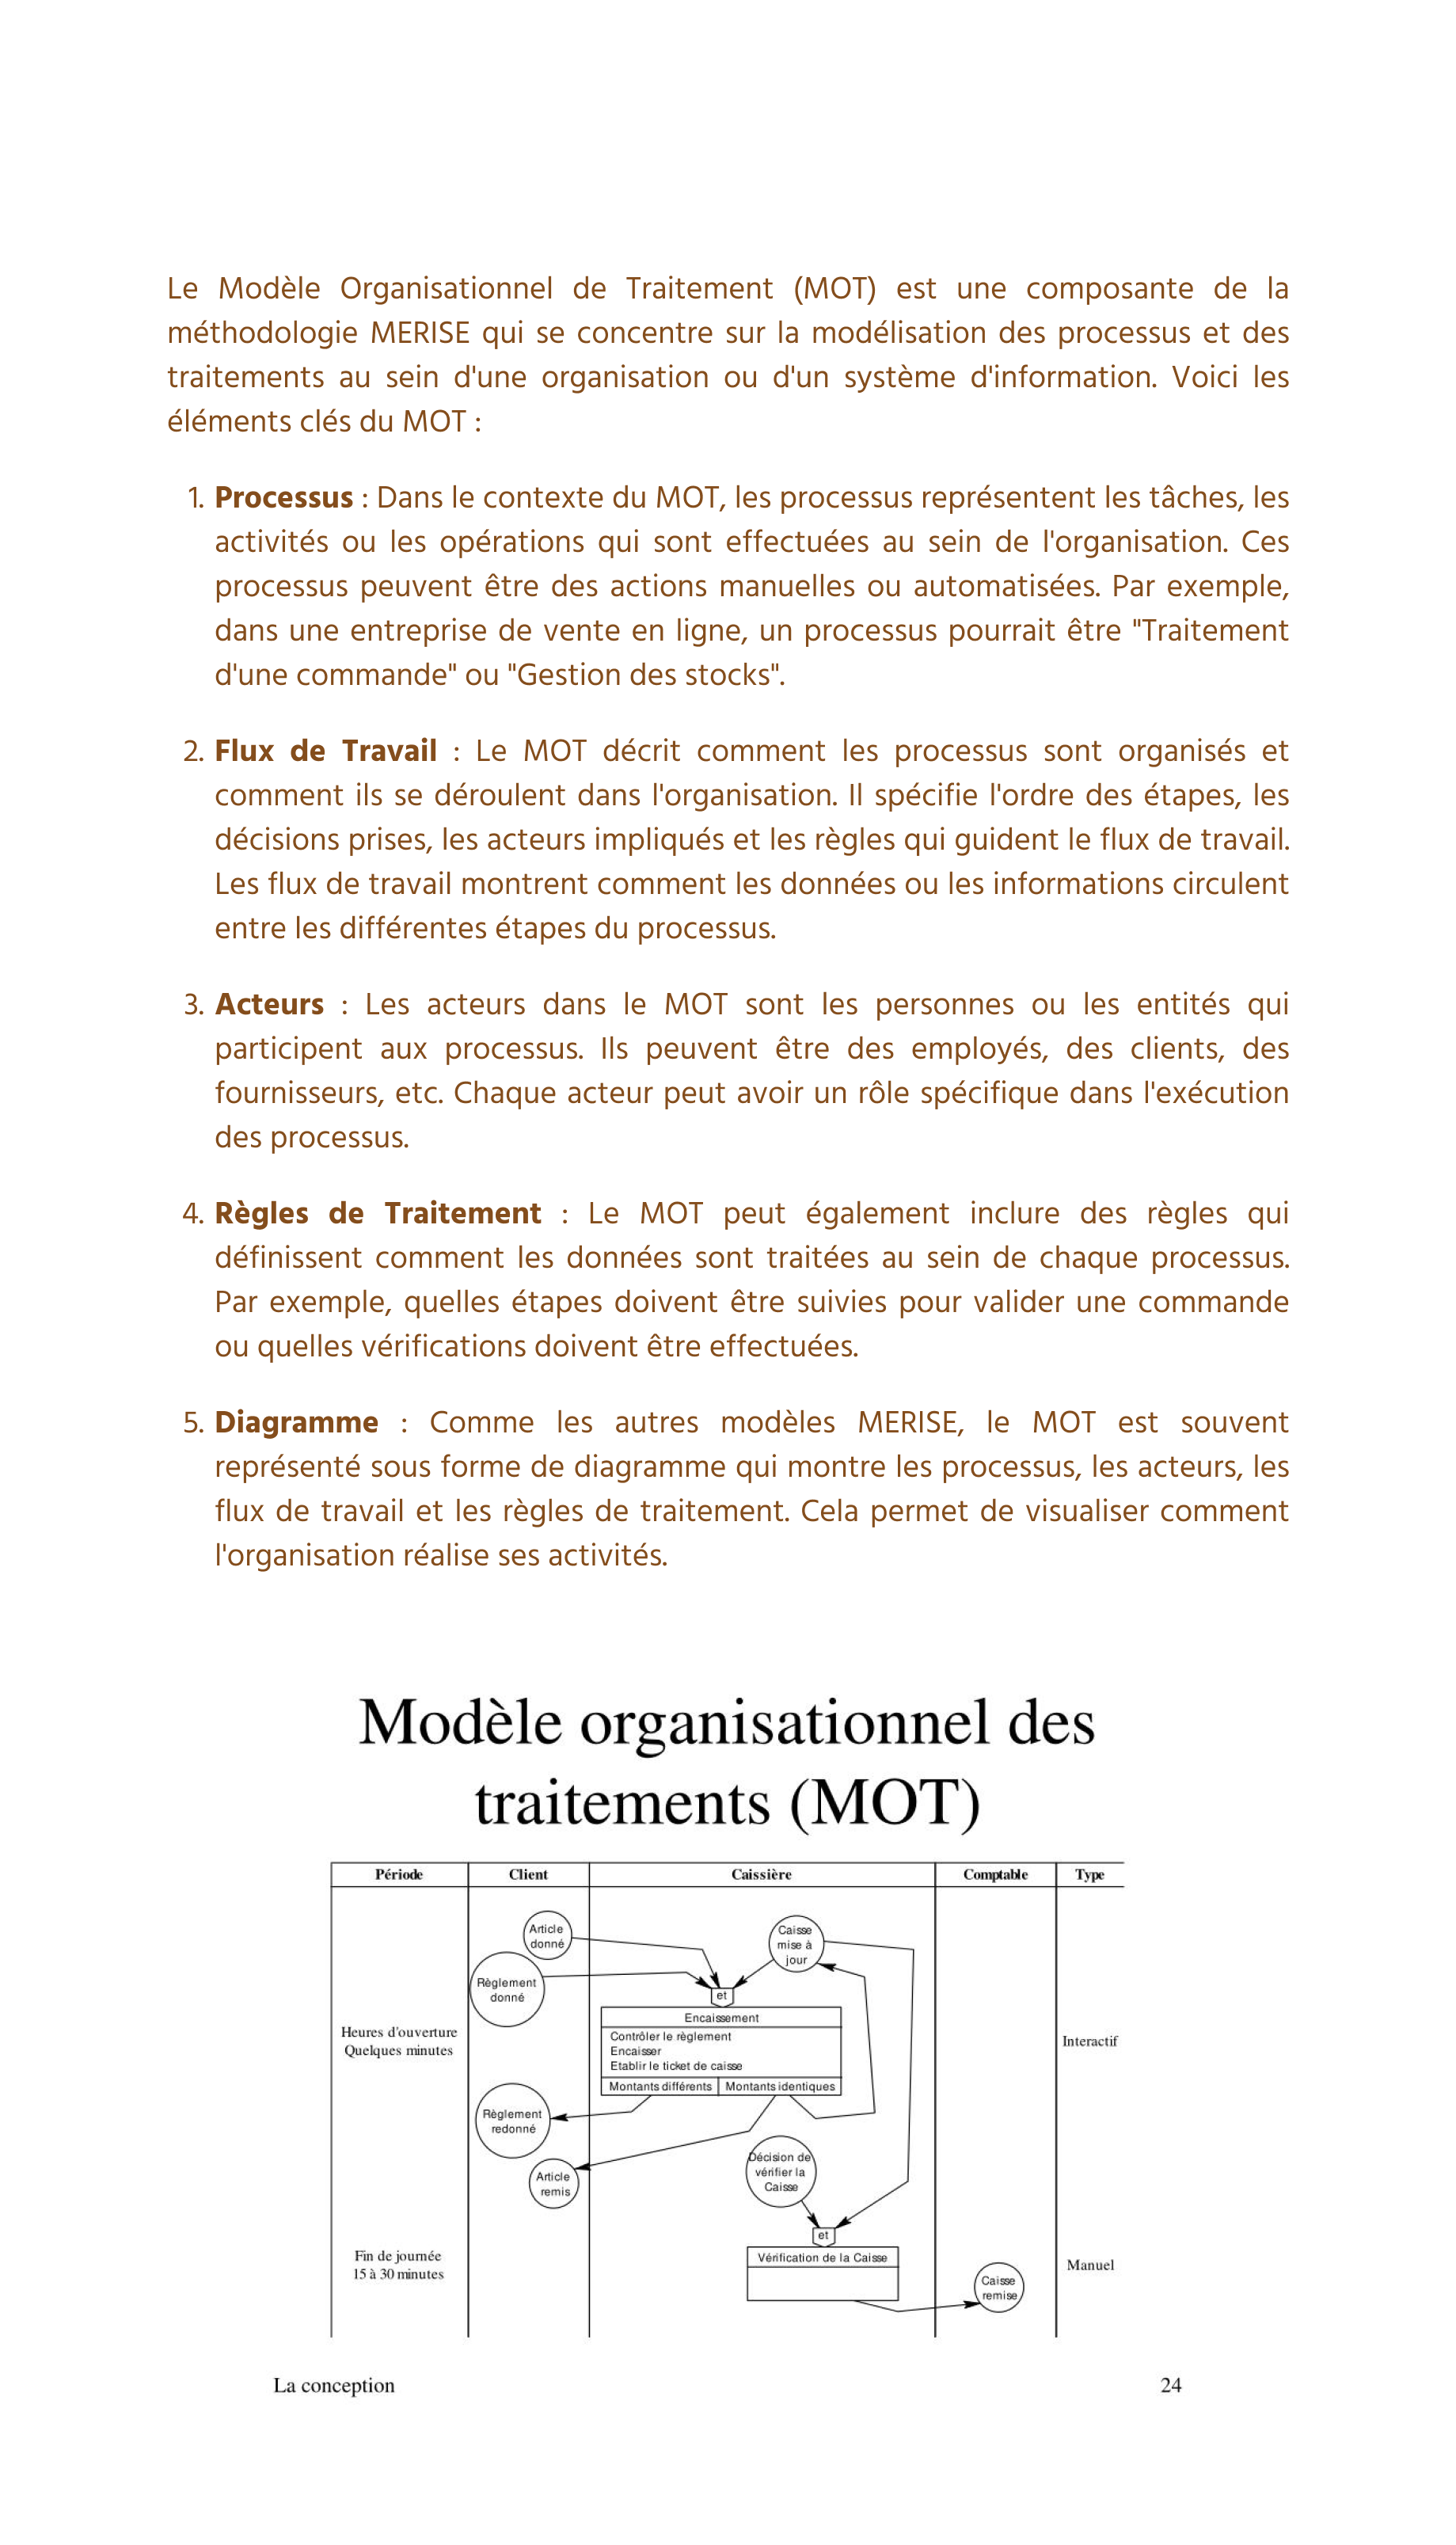 Le Modèle Organisationnel de Traitement (MOT) est une composante de la
méthodologie MERISE qui se concentre sur la modélisation des processus et des
traitements au sein d'une organisation ou d'un système d'information. Voici les
éléments clés du MOT :
1. Processus : Dans le contexte du MOT, les processus représentent les tâches, les
activités ou les opérations qui sont effectuées au sein de l'organisation. Ces
processus peuvent être des actions manuelles ou automatisées. Par exemple,
dans une entreprise de vente en ligne, un processus pourrait être "Traitement
d'une commande" ou "Gestion des stocks".
2. Flux de Travail : Le MOT décrit comment les processus sont organisés et
comment ils se déroulent dans l'organisation. Il spécifie l'ordre des étapes, les
décisions prises, les acteurs impliqués et les règles qui guident le flux de travail.
Les flux de travail montrent comment les données ou les informations circulent
entre les différentes étapes du processus.
3. Acteurs : Les acteurs dans le MOT sont les personnes ou les entités qui
participent aux processus. Ils peuvent être des employés, des clients, des
fournisseurs, etc. Chaque acteur peut avoir un rôle spécifique dans l'exécution
des processus.
4. Règles de Traitement : Le MOT peut également inclure des règles qui
définissent comment les données sont traitées au sein de chaque processus.
Par exemple, quelles étapes doivent être suivies pour valider une commande
ou quelles vérifications doivent être effectuées.
5. Diagramme : Comme les autres modèles MERISE, le MOT est souvent
représenté sous forme de diagramme qui montre les processus, les acteurs, les
flux de travail et les règles de traitement. Cela permet de visualiser comment
l'organisation réalise ses activités.
Modèle organisationnel des
traitements (MOT)
Période Client Caissière Comptable Type
Article
donné
Caisse
mise à
jour
Règlement
donné
et
Encaissement
Heures d'ouverture
Quelques minutes
Contrôler le règlement
Encaisser
Etablir le ticket de caisse
Interactif
Montants différents Montants identiques
Règlement
redonné
Décision de
vérifier la
Caisse
Article
remis
et
Fin de journée
15 à 30 minutes
Vérification de la Caisse
Manuel
Caisse
remise
La conception 24